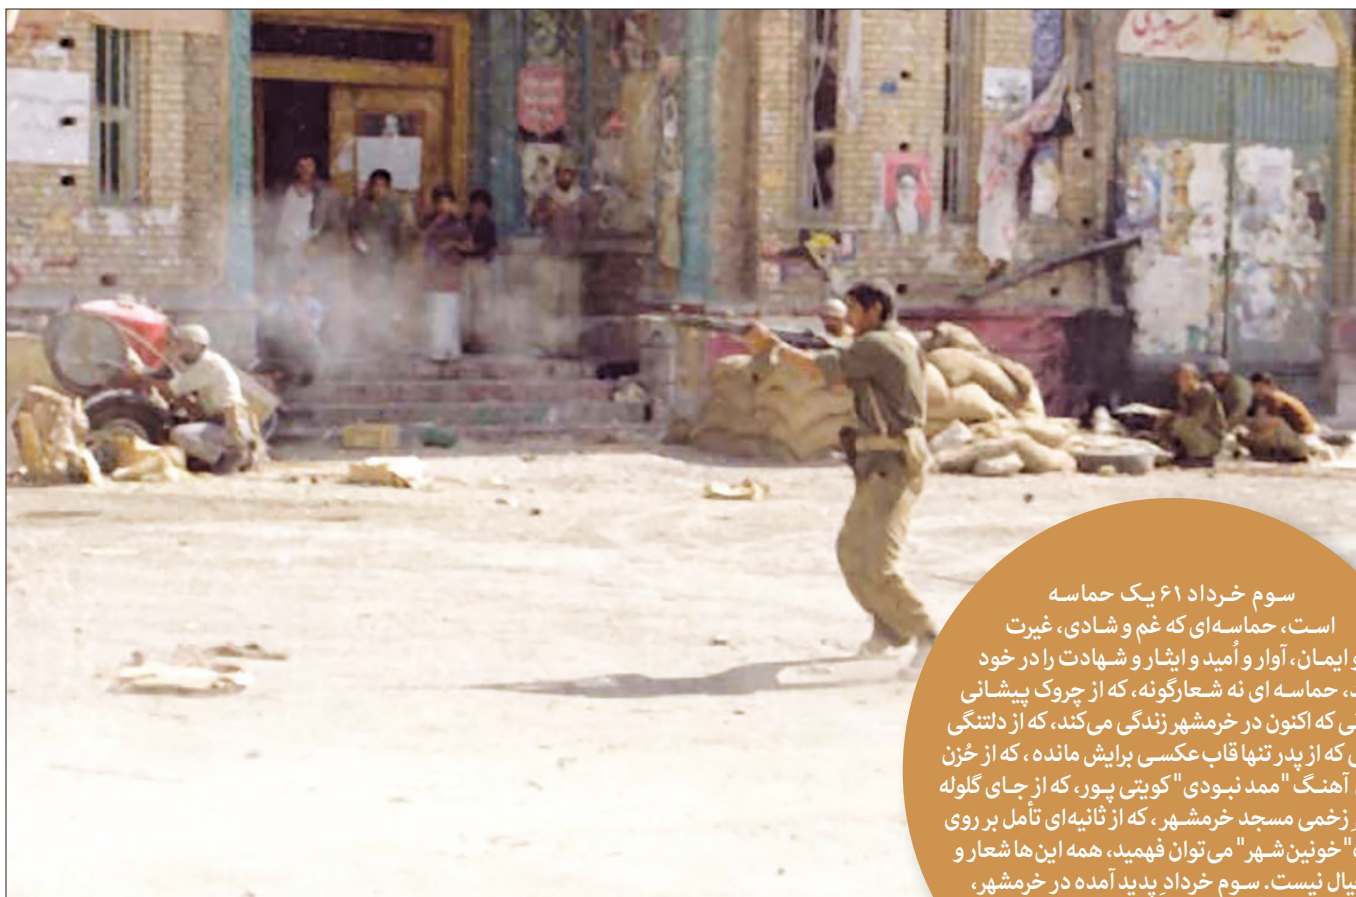 سوم خرداد ۶۱ یک حماسه
است، حماسه‌ای که غم و شادی، غیرت
و ایمان، آوار و اُمید و ایثار و شهادت را در خود
حماسه ای نه شعارگونه، که از چروک پیشانی
که اکنون در خرمشهر زندگی می‌کند، که از دلتنگی
که از پدر تنها قاب عکسی برایش مانده، که از حُزن
آهنگ "ممد نبودی" کویتی پور، که از جای گلوله
زخمی مسجد خرمشهر، که از ثانیه‌ای تأمل بر روی
"خونین‌شهر" می‌توان فهمید، همه این‌ها شعار و
نیست. سوم خردادِ پدید آمده در خرمشهر،